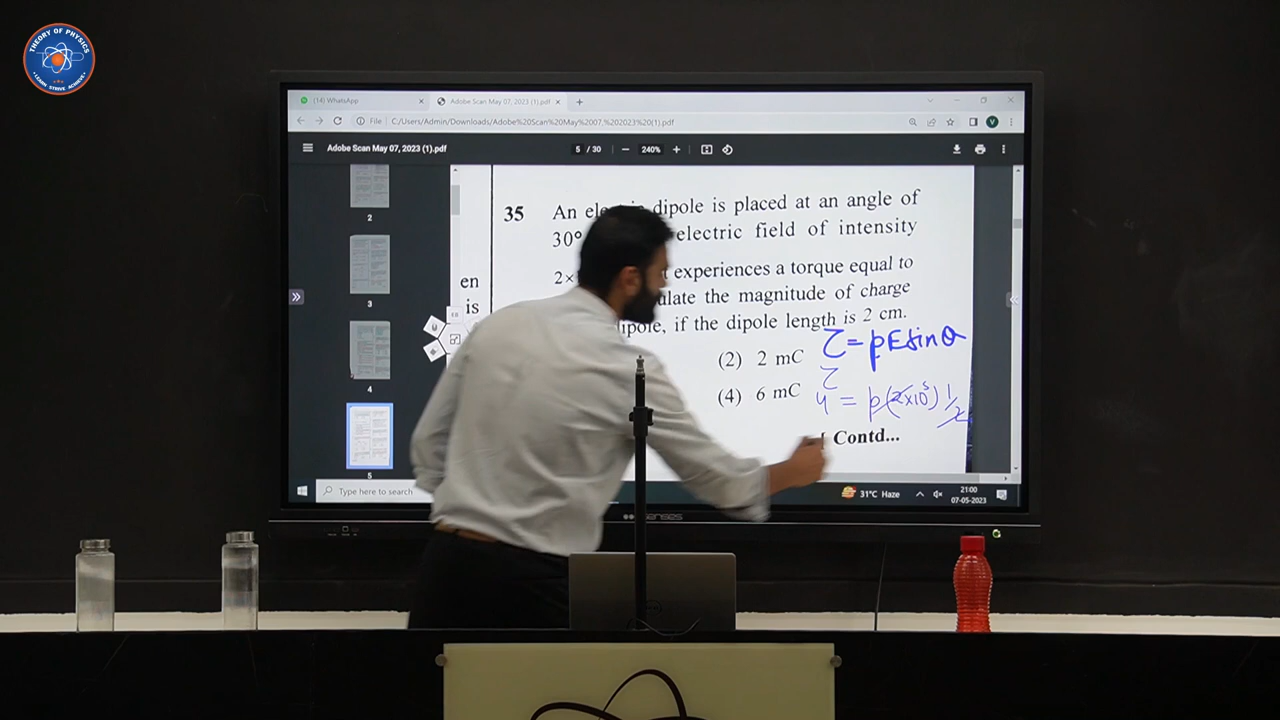 THEORY OF PHYSICS
LEARN STRIVE ACHIEVE
(14) WhatsApp
Adobe Scan May 07, 2023 (1).pdf
File C:/Users/Admin/Downloads/Adobe%20Scan%20May%2007,%202023%20(1).pdf
V
Adobe Scan May 07, 2023 (1).pdf
5 / 30
240%
2
3
4
5
en
is
35 An dipole is placed at an angle of
30° electric field of intensity
2× experiences a torque equal to
the magnitude of charge
if the dipole length is 2 cm.
(2) 2 mC
(4) 6 mC
τ = pE sin θ
τ
4 = p(2×10⁵) 1/2
Contd...
Type here to search
31°C Haze
21:00
07-05-2023